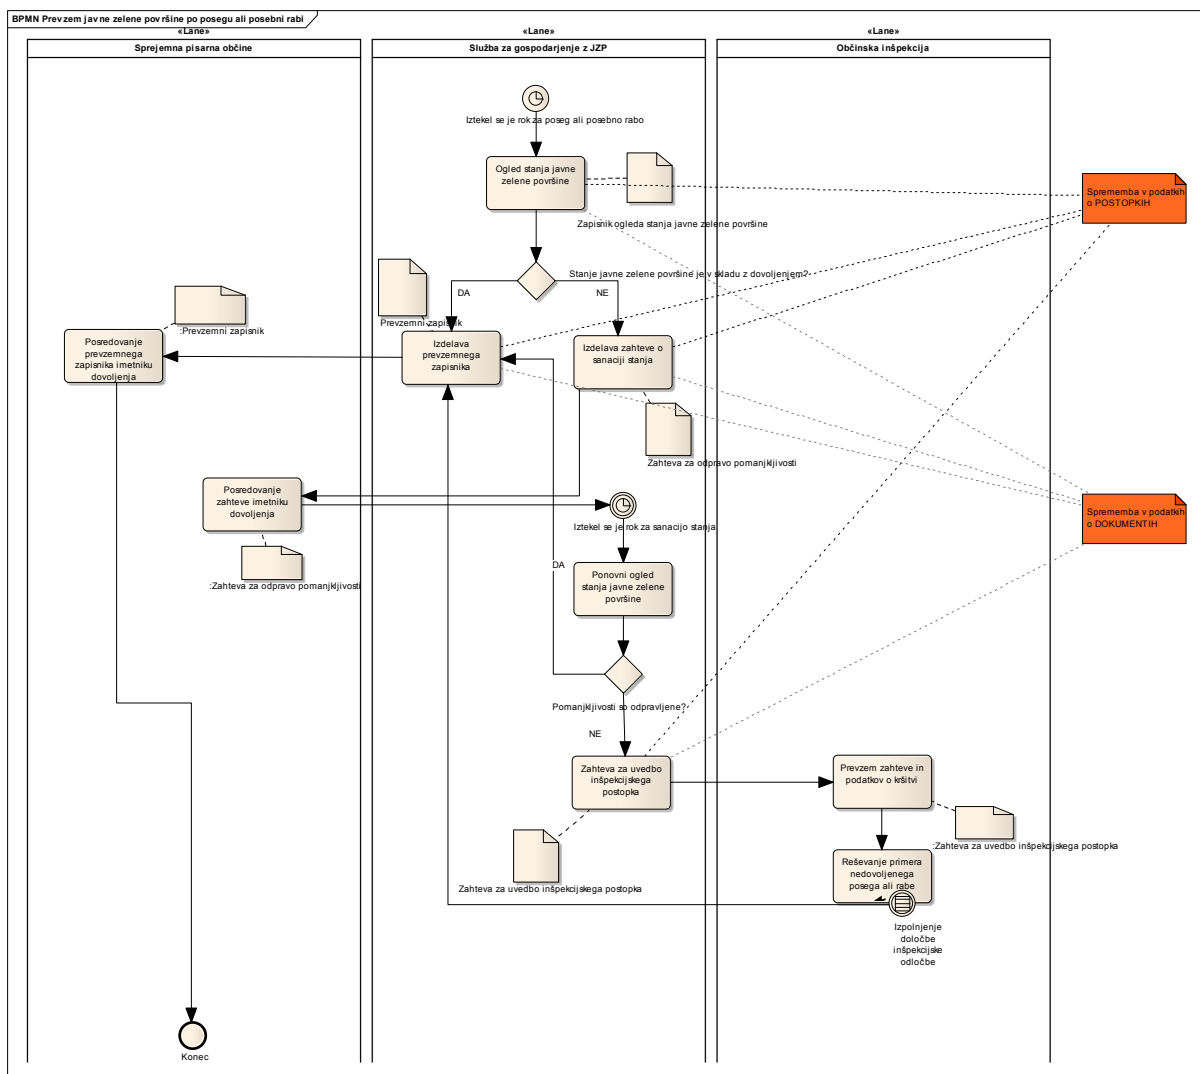 BPMN Prevzem javne zelene površine po posegu ali posebni rabi
«Lane»
«Lane»
«Lane»
Sprejemna pisarna občine
Služba za gospodarjenje z JZP
Občinska inšpekcija
Iztekel se je rok za poseg ali posebno rabo
Ogled stanja javne
zelene površine
Zapisnik ogleda stanja javne zelene površine
Sprememba v podatkih
o POSTOPKIH
Stanje javne zelene površine je v skladu z dovoljenjem?
DA
NE
Prevzemni zapisnik
:Prevzemni zapisnik
Posredovanje
prevzemnega
zapisnika imetniku
dovoljenja
Izdelava
prevzemnega
zapisnika
Izdelava zahteve o
sanaciji stanja
Zahteva za odpravo pomanjkljivosti
Posredovanje
zahteve imetniku
dovoljenja
:Zahteva za odpravo pomanjkljivosti
Iztekel se je rok za sanacijo stanja
Sprememba v podatkih
o DOKUMENTIH
DA
Ponovni ogled
stanja javne zelene
površine
Pomanjkljivosti so odpravljene?
NE
Zahteva za uvedbo
inšpekcijskega
postopka
Zahteva za uvedbo inšpekcijskega postopka
Prevzem zahteve in
podatkov o kršitvi
:Zahteva za uvedbo inšpekcijskega postopka
Reševanje primera
nedovoljenega
posega ali rabe
Izpolnjenje
določbe
inšpekcijske
odločbe
Konec